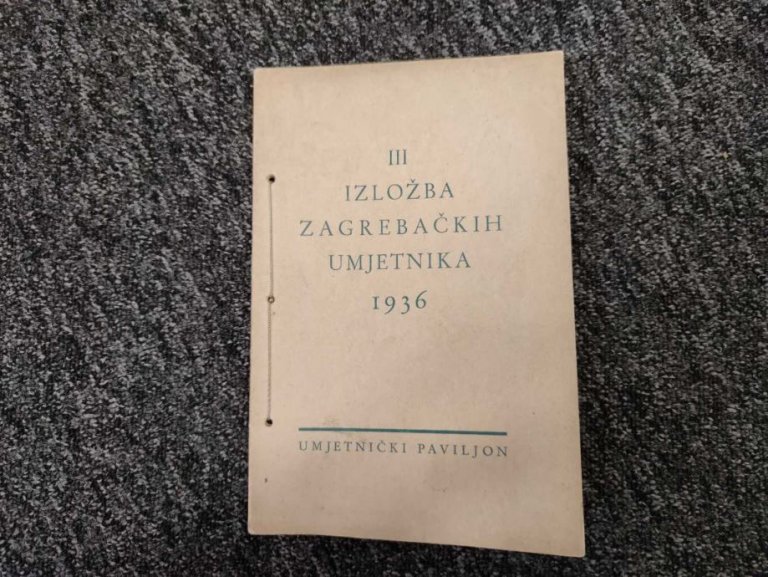 III
IZLOŽBA
ZAGREBAČKIH
UMJETNIKA
1936
UMJETNIČKI PAVILJON